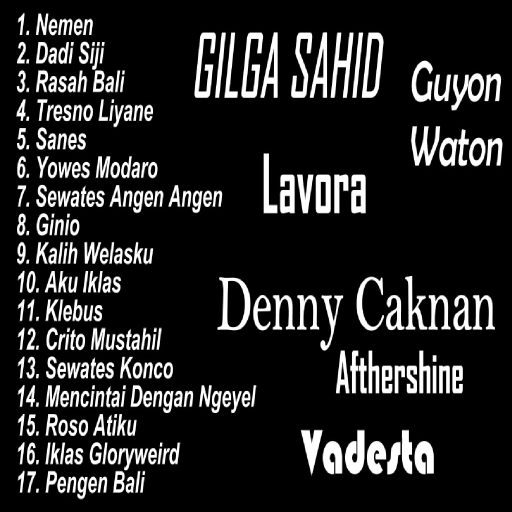 1. Nemen
2. Dadi Siji
3. Rasah Bali
4. Tresno Liyane
5. Sanes
6. Yowes Modaro
7. Sewates Angen Angen
8. Ginio
9. Kalih Welasku
10. Aku Iklas
11. Klebus
12. Crito Mustahil
13. Sewates Konco
14. Mencintai Dengan Ngeyel
15. Roso Atiku
16. Iklas Gloryweird
17. Pengen Bali
GILGA SAHID
Guyon
Waton
Lavora
Denny Caknan
Afthershine
Vadesta